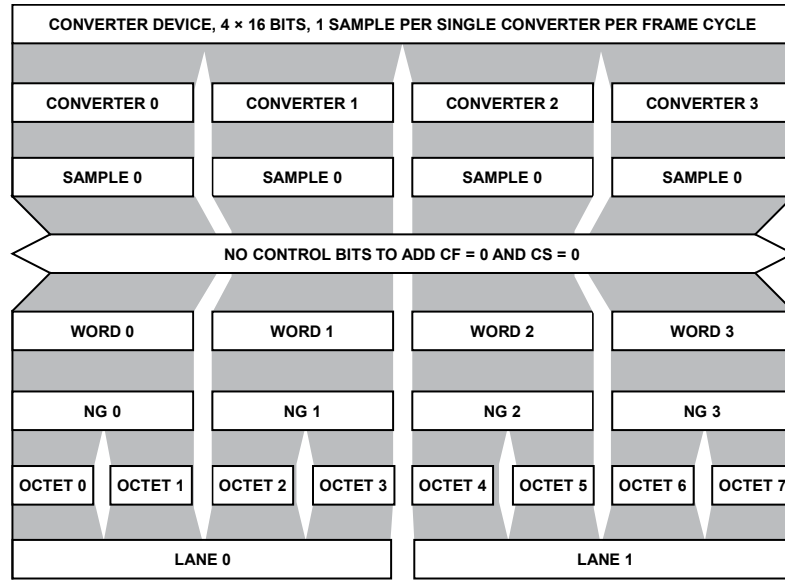 CONVERTER DEVICE, 4 × 16 BITS, 1 SAMPLE PER SINGLE CONVERTER PER FRAME CYCLE
CONVERTER 0 CONVERTER 1 CONVERTER 2 CONVERTER 3
SAMPLE 0 SAMPLE 0 SAMPLE 0 SAMPLE 0
NO CONTROL BITS TO ADD CF = 0 AND CS = 0
WORD 0 WORD 1 WORD 2 WORD 3
NG 0 NG 1 NG 2 NG 3
OCTET 0 OCTET 1 OCTET 2 OCTET 3 OCTET 4 OCTET 5 OCTET 6 OCTET 7
LANE 0 LANE 1